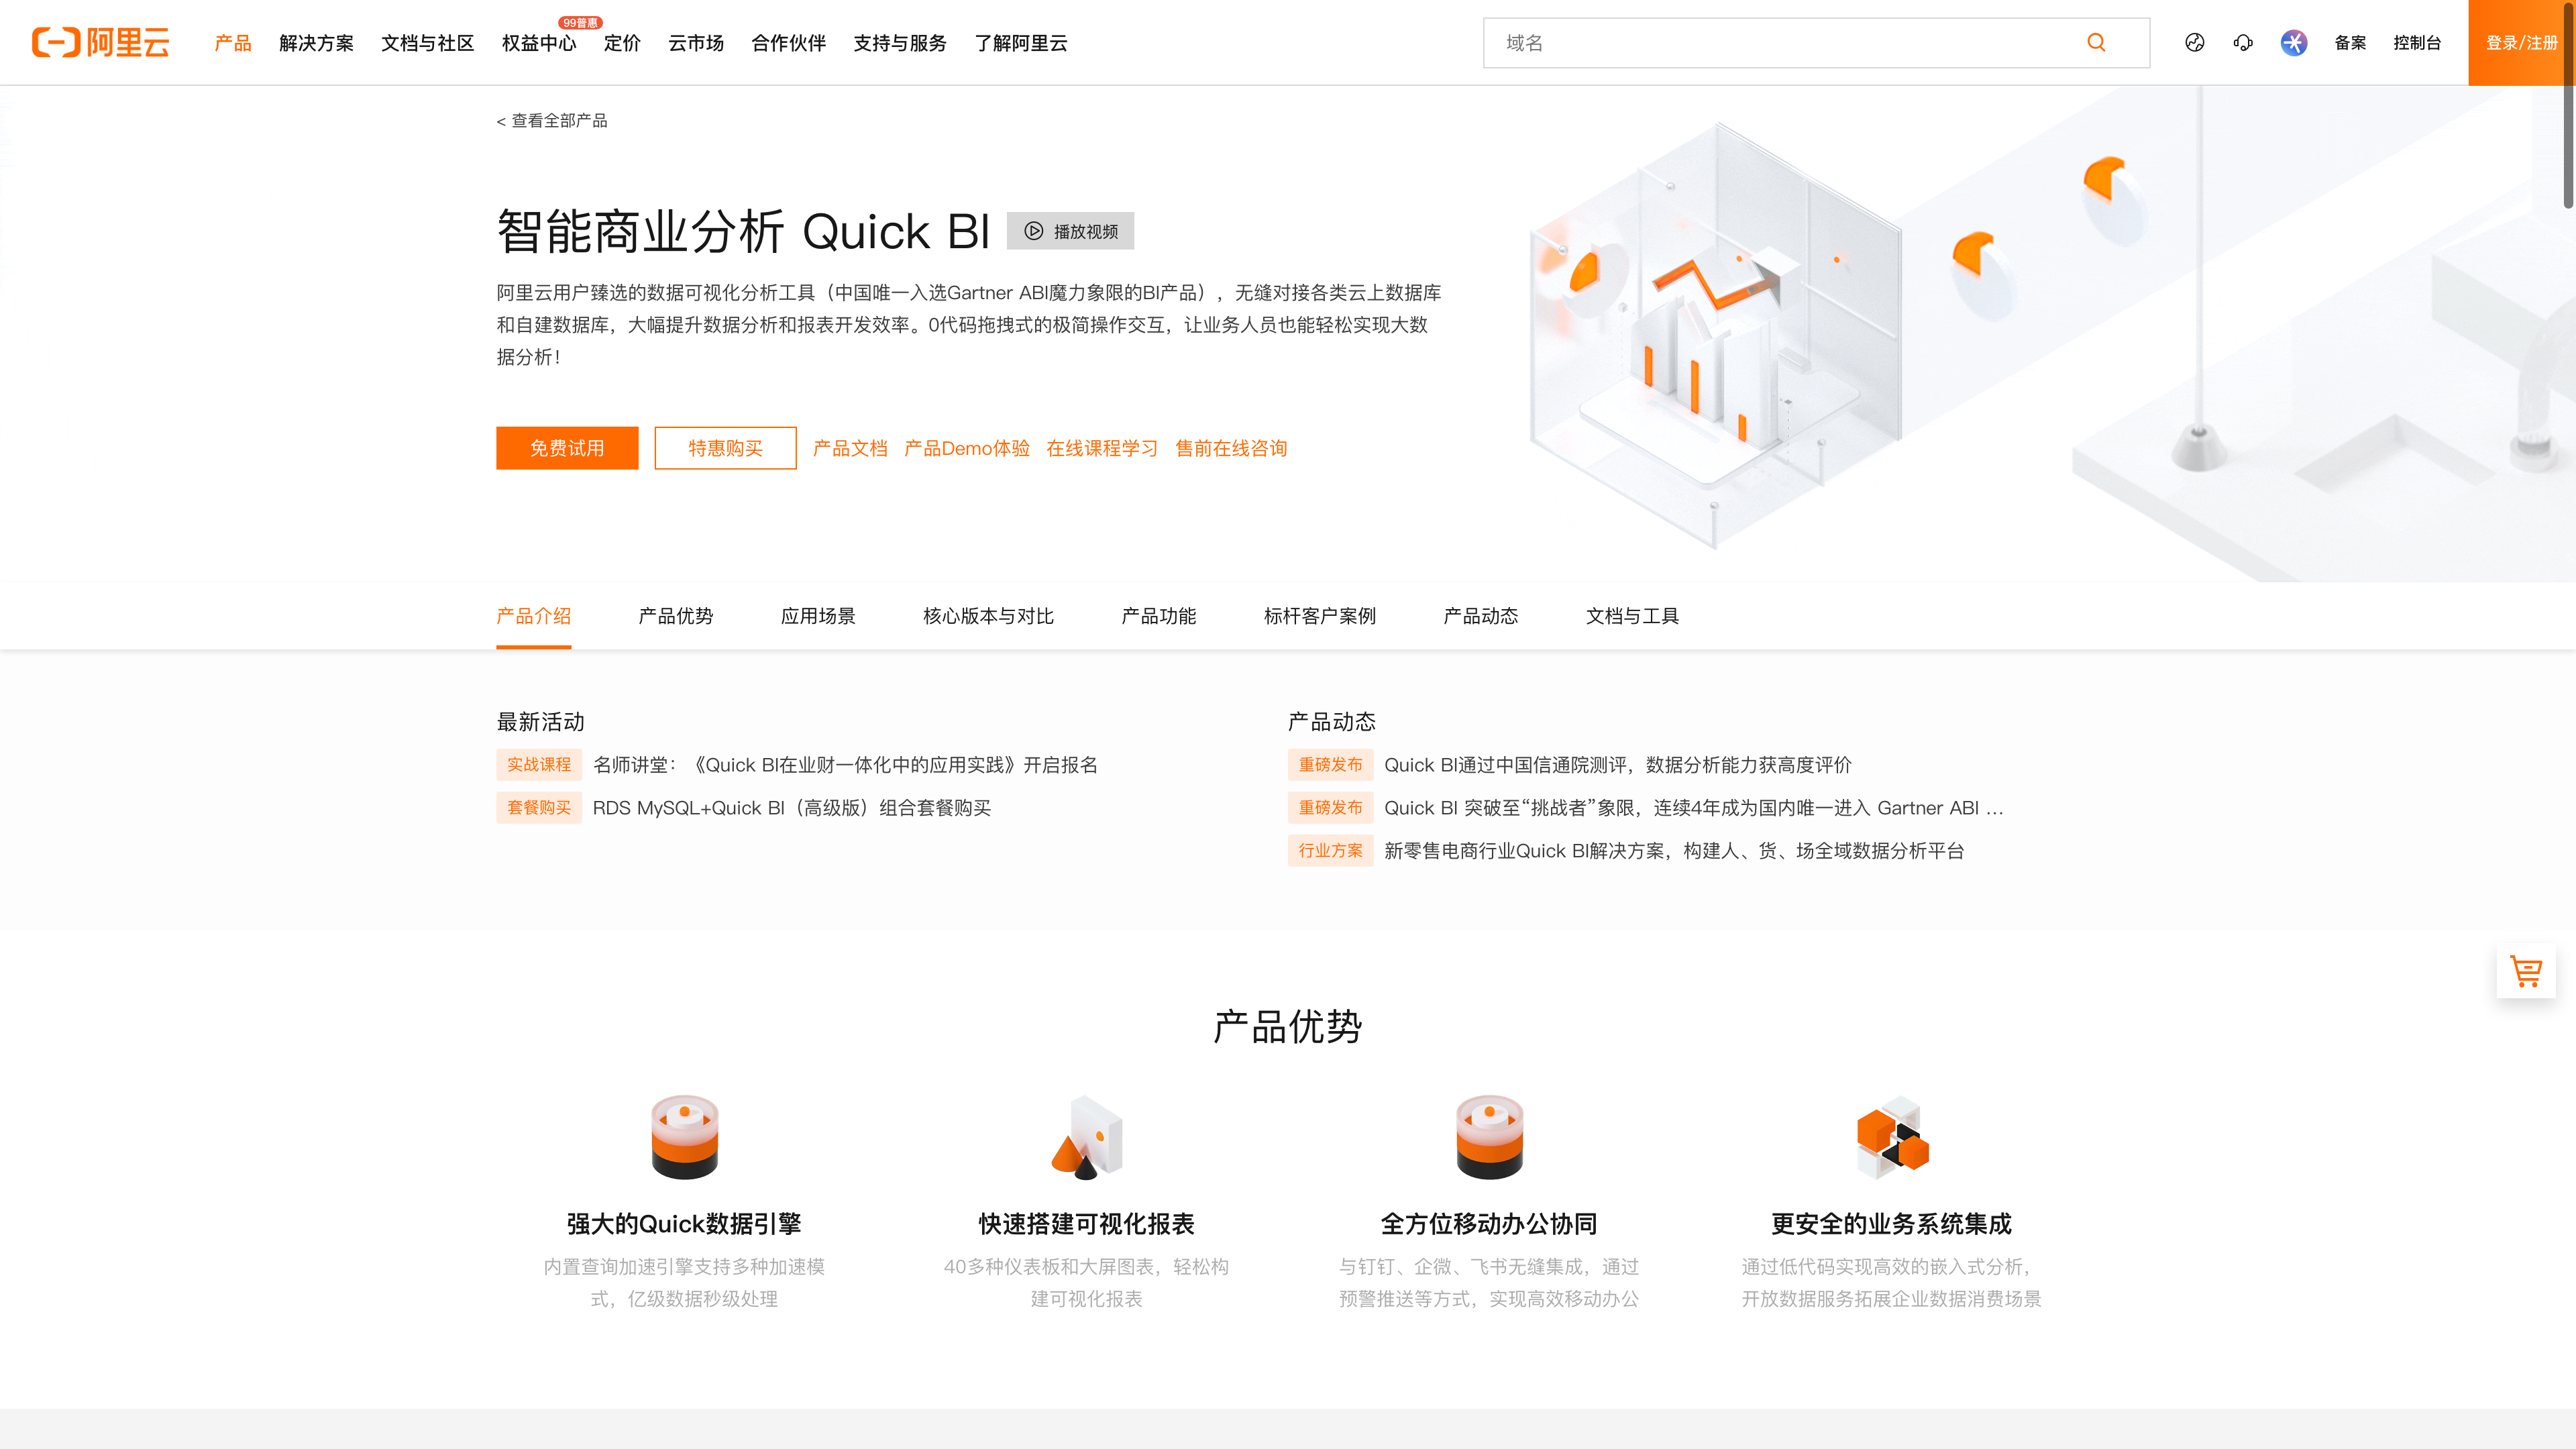 阿里云
产品
解决方案
文档与社区
权益中心
99普惠
定价
云市场
合作伙伴
支持与服务
了解阿里云
域名
备案
控制台
登录/注册
< 查看全部产品
智能商业分析 Quick BI
播放视频
阿里云用户臻选的数据可视化分析工具（中国唯一入选Gartner ABI魔力象限的BI产品），无缝对接各类云上数据库
和自建数据库，大幅提升数据分析和报表开发效率。0代码拖拽式的极简操作交互，让业务人员也能轻松实现大数
据分析！
免费试用
特惠购买
产品文档
产品Demo体验
在线课程学习
售前在线咨询
产品介绍
产品优势
应用场景
核心版本与对比
产品功能
标杆客户案例
产品动态
文档与工具
最新活动
实战课程 名师讲堂：《Quick BI在业财一体化中的应用实践》开启报名
套餐购买 RDS MySQL+Quick BI（高级版）组合套餐购买
产品动态
重磅发布 Quick BI通过中国信通院测评，数据分析能力获高度评价
重磅发布 Quick BI 突破至“挑战者”象限，连续4年成为国内唯一进入 Gartner ABI ...
行业方案 新零售电商行业Quick BI解决方案，构建人、货、场全域数据分析平台
产品优势
强大的Quick数据引擎
内置查询加速引擎支持多种加速模
式，亿级数据秒级处理
快速搭建可视化报表
40多种仪表板和大屏图表，轻松构
建可视化报表
全方位移动办公协同
与钉钉、企微、飞书无缝集成，通过
预警推送等方式，实现高效移动办公
更安全的业务系统集成
通过低代码实现高效的嵌入式分析，
开放数据服务拓展企业数据消费场景